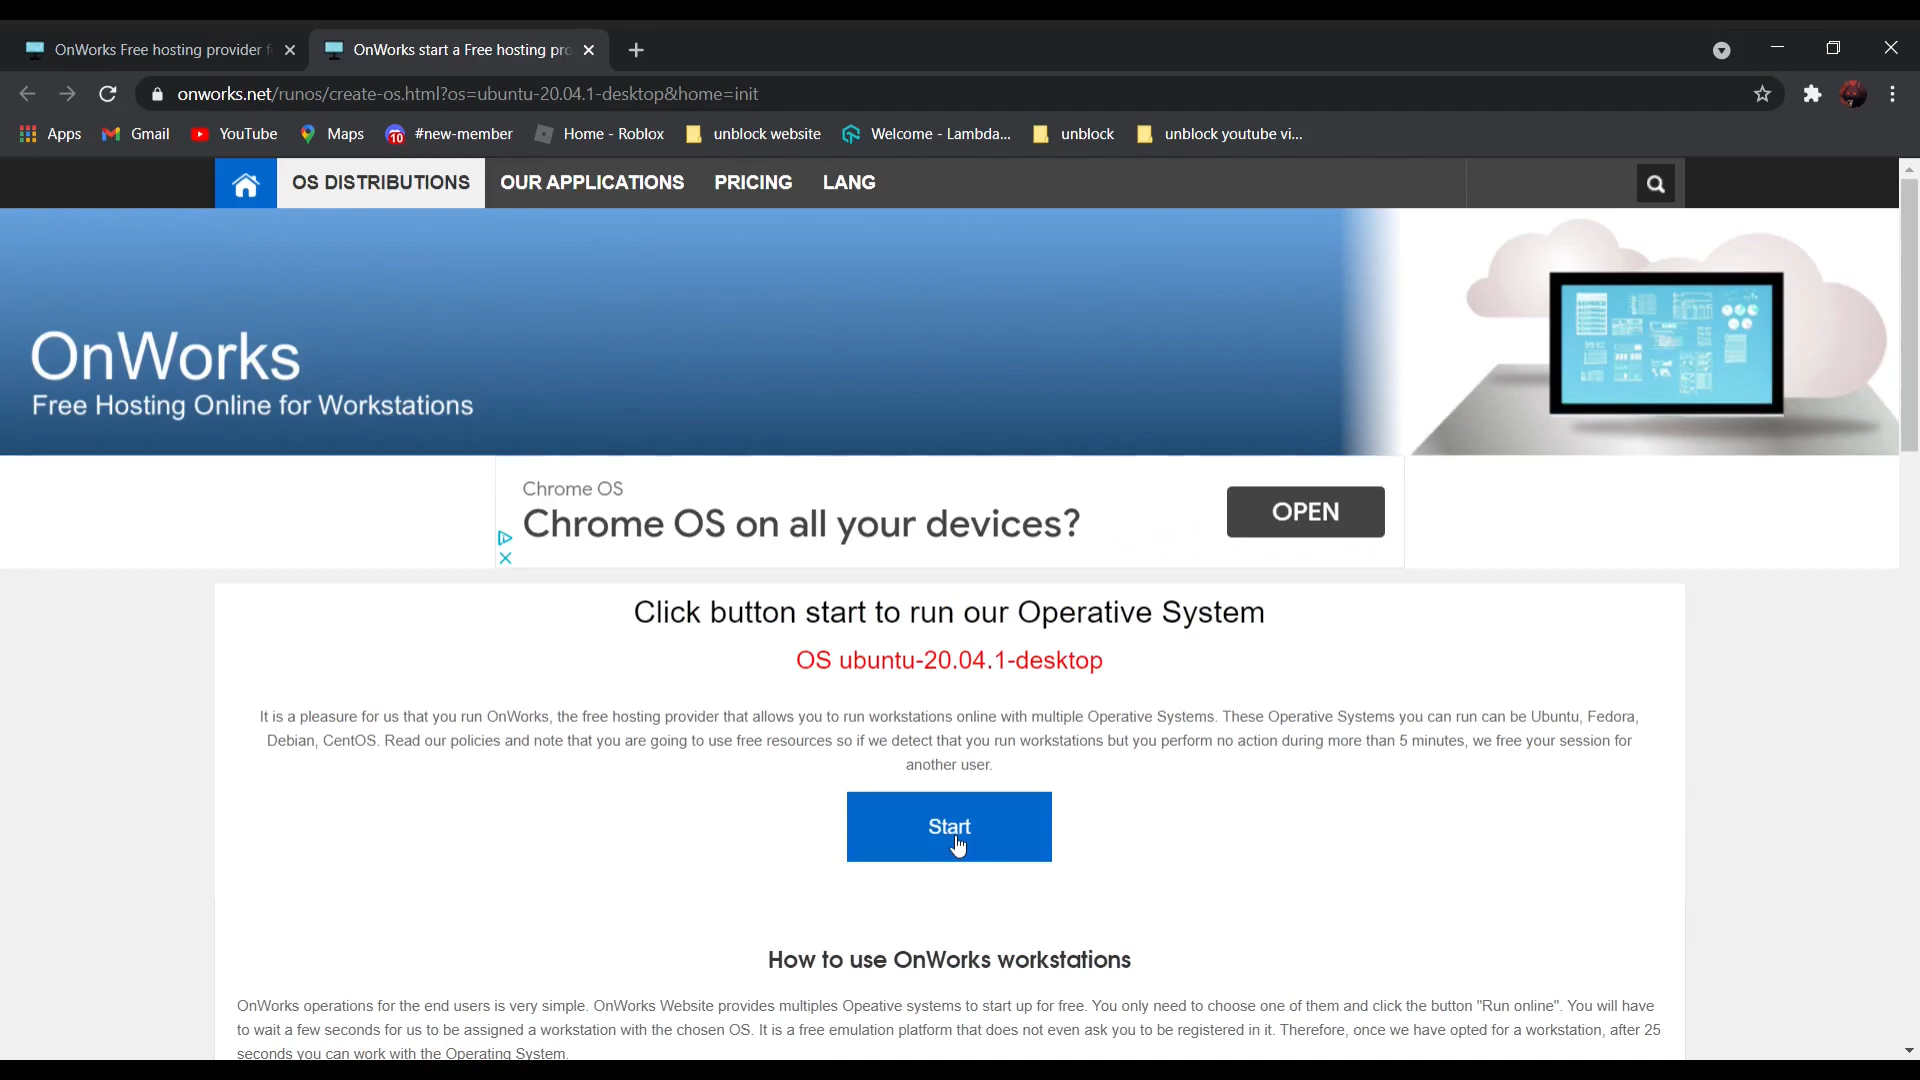 OnWorks Free hosting provider f
OnWorks start a Free hosting pro
onworks.net/runos/create-os.html?os=ubuntu-20.04.1-desktop&home=init
Apps Gmail YouTube Maps 10 #new-member Home - Roblox unblock website Welcome - Lambda... unblock unblock youtube vi...
OS DISTRIBUTIONS OUR APPLICATIONS PRICING LANG
OnWorks
Free Hosting Online for Workstations
Chrome OS
Chrome OS on all your devices?
OPEN
Click button start to run our Operative System
OS ubuntu-20.04.1-desktop
It is a pleasure for us that you run OnWorks, the free hosting provider that allows you to run workstations online with multiple Operative Systems. These Operative Systems you can run can be Ubuntu, Fedora,
Debian, CentOS. Read our policies and note that you are going to use free resources so if we detect that you run workstations but you perform no action during more than 5 minutes, we free your session for
another user.
Start
How to use OnWorks workstations
OnWorks operations for the end users is very simple. OnWorks Website provides multiples Opeative systems to start up for free. You only need to choose one of them and click the button "Run online". You will have
to wait a few seconds for us to be assigned a workstation with the chosen OS. It is a free emulation platform that does not even ask you to be registered in it. Therefore, once we have opted for a workstation, after 25
seconds you can work with the Operating System.